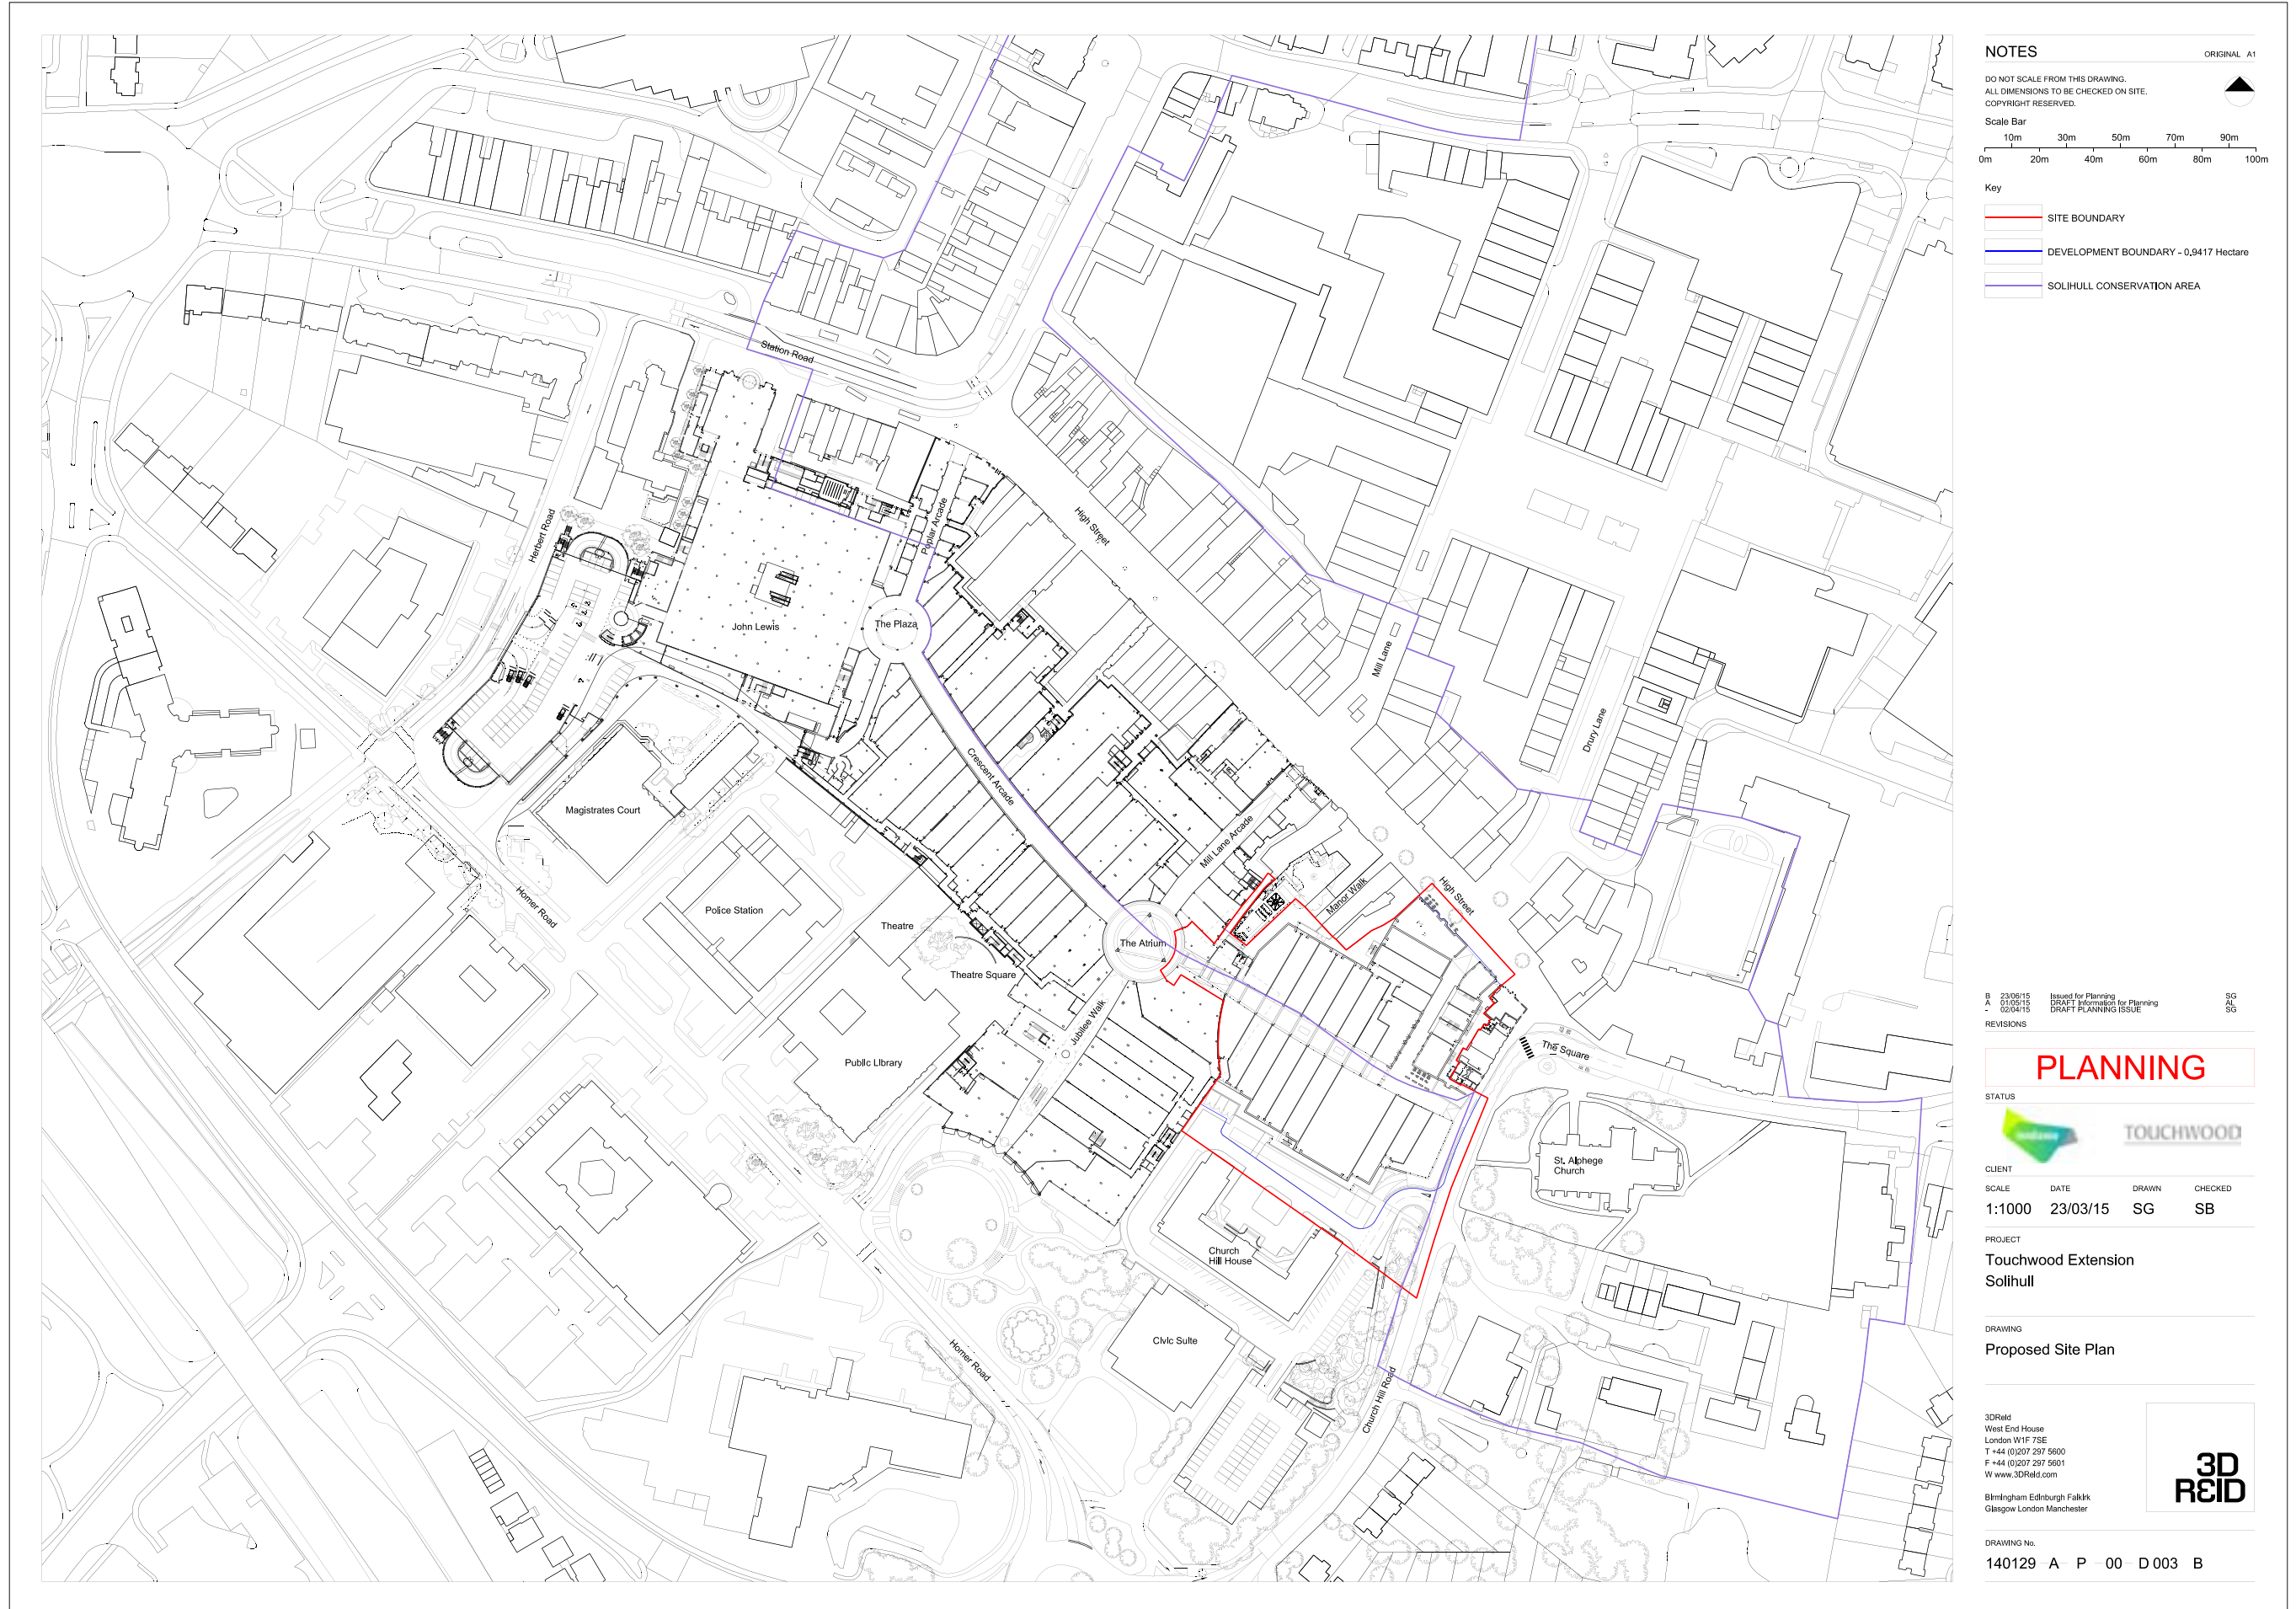 NOTES
ORIGINAL A1
DO NOT SCALE FROM THIS DRAWING.
ALL DIMENSIONS TO BE CHECKED ON SITE.
COPYRIGHT RESERVED.
Scale Bar
10m 30m 50m 70m 90m
0m 20m 40m 60m 80m 100m
Key
SITE BOUNDARY
DEVELOPMENT BOUNDARY - 0.9417 Hectare
SOLIHULL CONSERVATION AREA
Station Road
High Street
Poplar Arcade
Herbert Road
John Lewis
The Plaza
Mill Lane
Drury Lane
Crescent Arcade
Magistrates Court
Mill Lane Arcade
Manor Walk
High Street
Homer Road
Police Station
Theatre
The Atrium
Theatre Square
Jubilee Walk
The Square
Public Library
St. Alphege
Church
Church
Hill House
Civic Suite
Homer Road
Church Hill Road
B 23/06/15 Issued for Planning SG
A 01/05/15 DRAFT Information for Planning AL
- 02/04/15 DRAFT PLANNING ISSUE SG
REVISIONS
PLANNING
STATUS
TOUCHWOOD
CLIENT
SCALE DATE DRAWN CHECKED
1:1000 23/03/15 SG SB
PROJECT
Touchwood Extension
Solihull
DRAWING
Proposed Site Plan
3DReid
West End House
London W1F 7SE
T +44 (0)207 297 5600
F +44 (0)207 297 5601
W www.3DReid.com
Birmingham Edinburgh Falkirk
Glasgow London Manchester
3D
REID
DRAWING No.
140129 A P 00 D 003 B